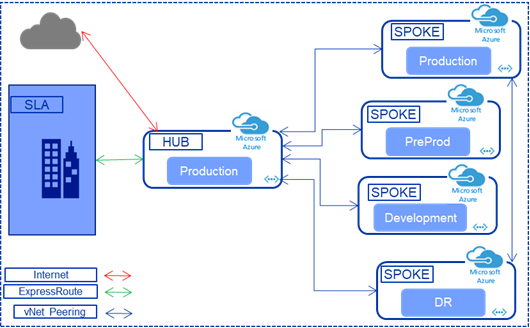 Microsoft
Azure
SPOKE
Production
SLA
Microsoft
Azure
HUB
Production
Microsoft
Azure
SPOKE
PreProd
Microsoft
Azure
SPOKE
Development
Microsoft
Azure
SPOKE
DR
Internet
ExpressRoute
vNet Peering